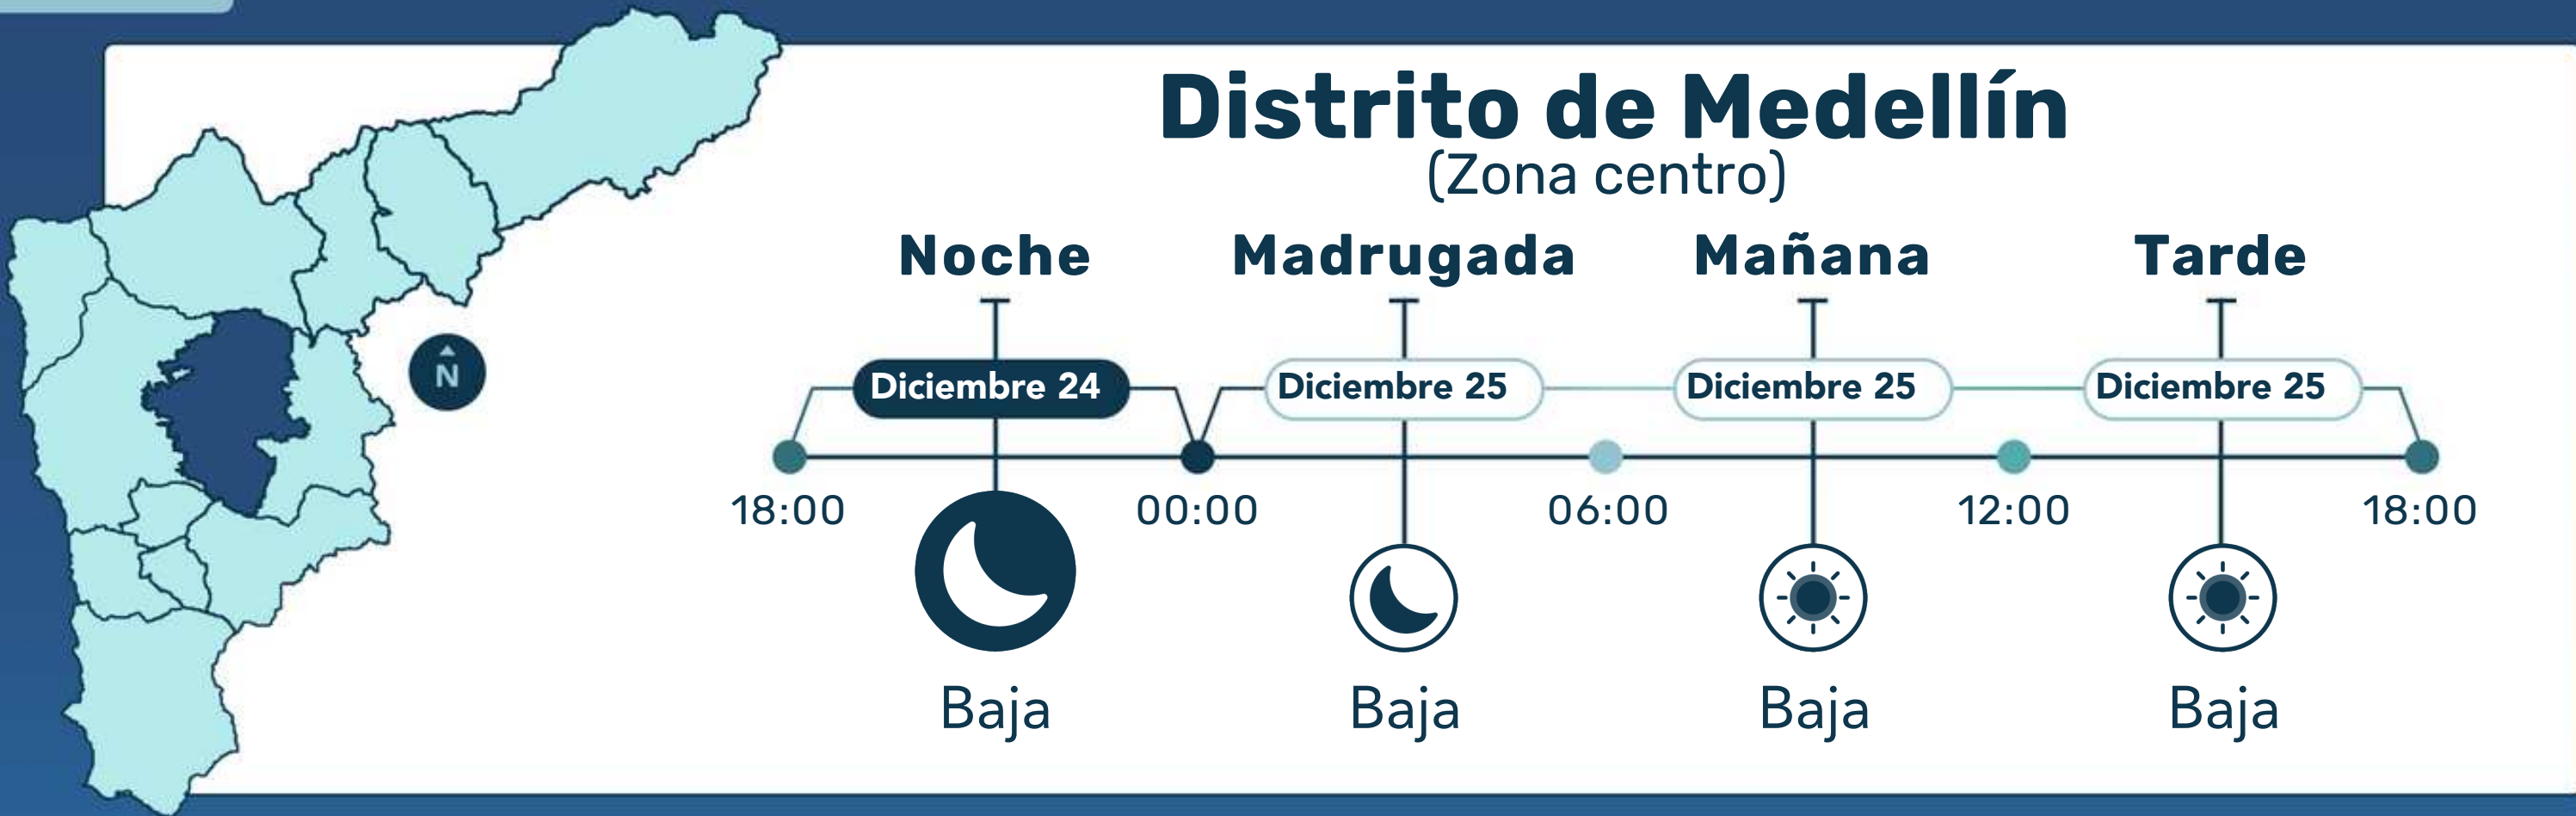 Distrito de Medellín
(Zona centro)
Noche Madrugada Mañana Tarde
Diciembre 24 Diciembre 25 Diciembre 25 Diciembre 25
N
18:00 00:00 06:00 12:00 18:00
Baja Baja Baja Baja